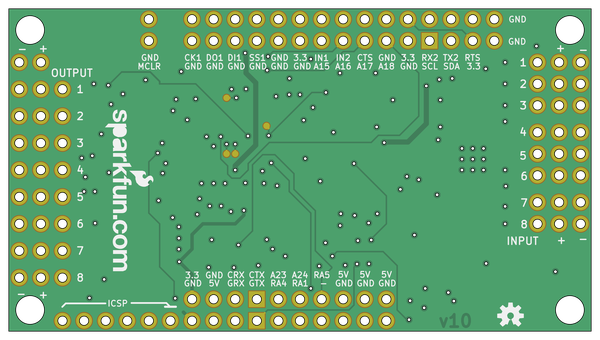 GND
GND
GND CK1 DO1 DI1 SS1 GND 3.3 IN1 IN2 CTS GND 3.3 RX2 TX2 RTS
MCLR GND GND GND GND GND GND A15 A16 A17 A18 GND SCL SDA 3.3
- +
+ -
OUTPUT
1
2
3
4
5
6
7
8
- +
sparkfun.com
1
2
3
4
5
6
7
8
INPUT + -
3.3 GND CRX CTX A23 A24 RA5 5V 5V 5V
GND 5V GRX GTX RA4 RA1 - GND GND GND
ICSP
v10